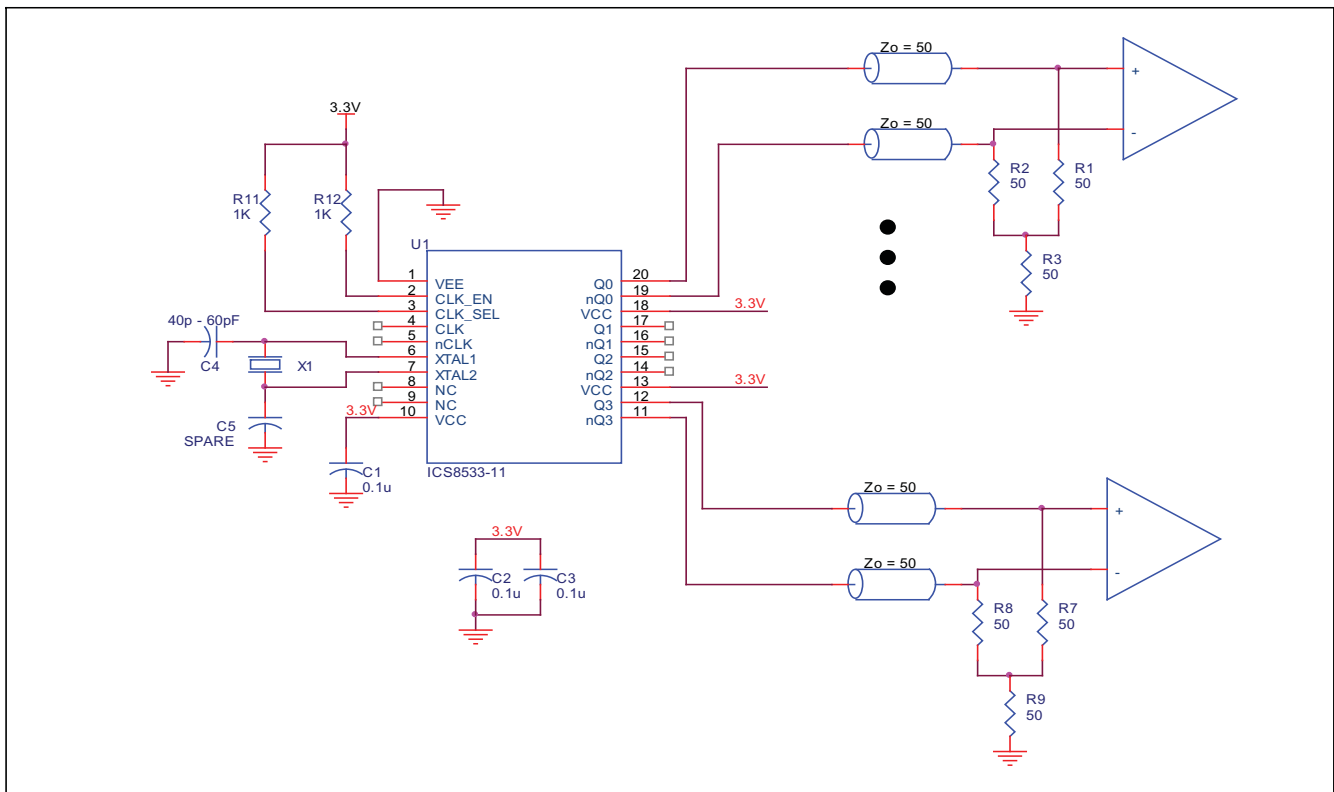 Zo = 50
+
-
Zo = 50
R2
50
R1
50
R3
50
3.3V
R11
1K
R12
1K
U1
1 VEE
2 CLK_EN
3 CLK_SEL
4 CLK
5 nCLK
6 XTAL1
7 XTAL2
8 NC
9 NC
10 VCC
20 Q0
19 nQ0
18 VCC
17 Q1
16 nQ1
15 Q2
14 nQ2
13 VCC
12 Q3
11 nQ3
ICS8533-11
3.3V
3.3V
40p - 60pF
C4
X1
C5
SPARE
3.3V
C1
0.1u
3.3V
C2
0.1u
C3
0.1u
Zo = 50
+
-
Zo = 50
R8
50
R7
50
R9
50